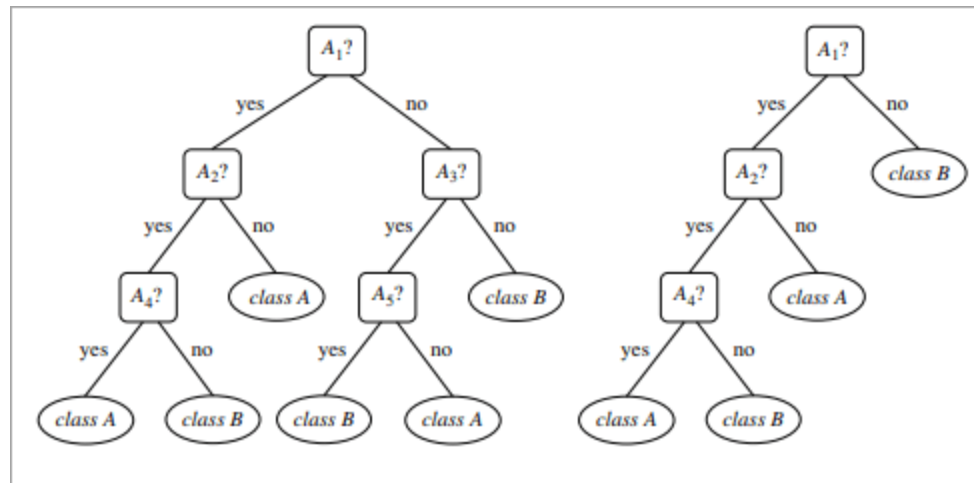 A1? A1?
yes no yes no
A2? A3? A2? class B
yes no yes no yes no
A4? class A A5? class B A4? class A
yes no yes no yes no
class A class B class B class A class A class B